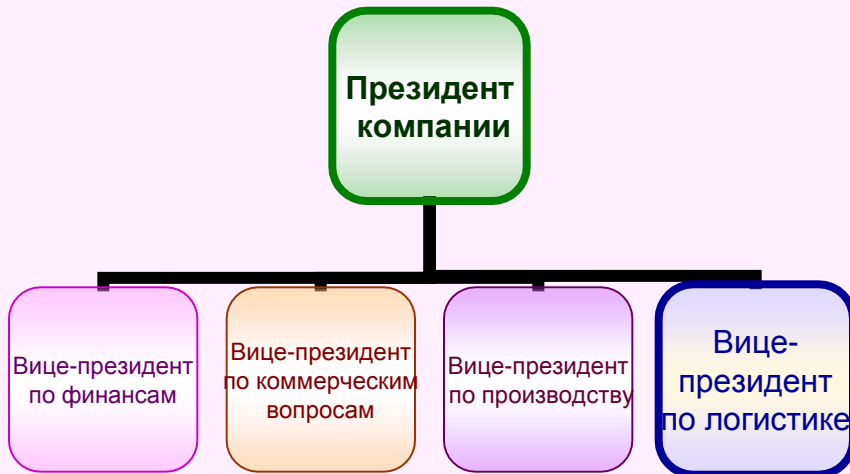 Президент
компании
Вице-президент
по финансам
Вице-президент
по коммерческим
вопросам
Вице-президент
по производству
Вице-
президент
по логистике